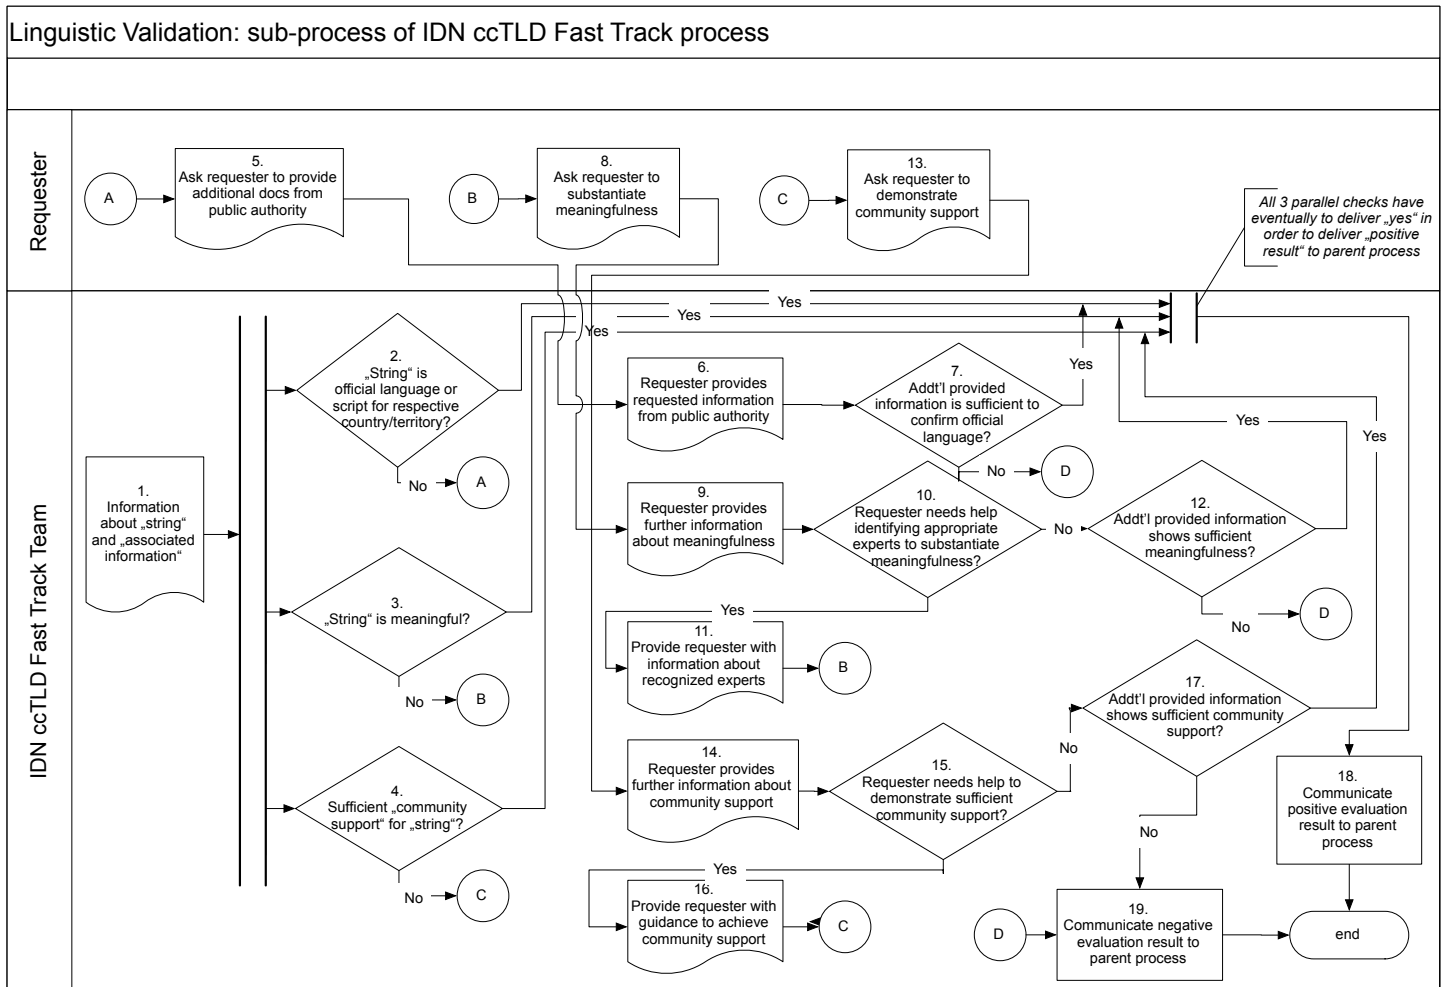 Linguistic Validation: sub-process of IDN ccTLD Fast Track process
Requester
A
5.
Ask requester to provide
additional docs from
public authority
B
8.
Ask requester to
substantiate
meaningfulness
C
13.
Ask requester to
demonstrate
community support
All 3 parallel checks have
eventually to deliver „yes“ in
order to deliver „positive
result“ to parent process
IDN ccTLD Fast Track Team
1.
Information
about „string“
and „associated
information“
2.
„String“ is
official language or
script for respective
country/territory?
Yes
No
A
3.
„String“ is meaningful?
Yes
No
B
4.
Sufficient „community
support“ for „string“?
Yes
No
C
6.
Requester provides
requested information
from public authority
7.
Addt’l provided
information is sufficient to
confirm official
language?
Yes
No
D
9.
Requester provides
further information
about meaningfulness
10.
Requester needs help
identifying appropriate
experts to substantiate
meaningfulness?
No
Yes
12.
Addt’l provided information
shows sufficient
meaningfulness?
Yes
No
D
11.
Provide requester with
information about
recognized experts
B
14.
Requester provides
further information about
community support
15.
Requester needs help to
demonstrate sufficient
community support?
No
Yes
17.
Addt’l provided information
shows sufficient community
support?
Yes
No
16.
Provide requester with
guidance to achieve
community support
C
18.
Communicate
positive evaluation
result to parent
process
D
19.
Communicate negative
evaluation result to
parent process
end